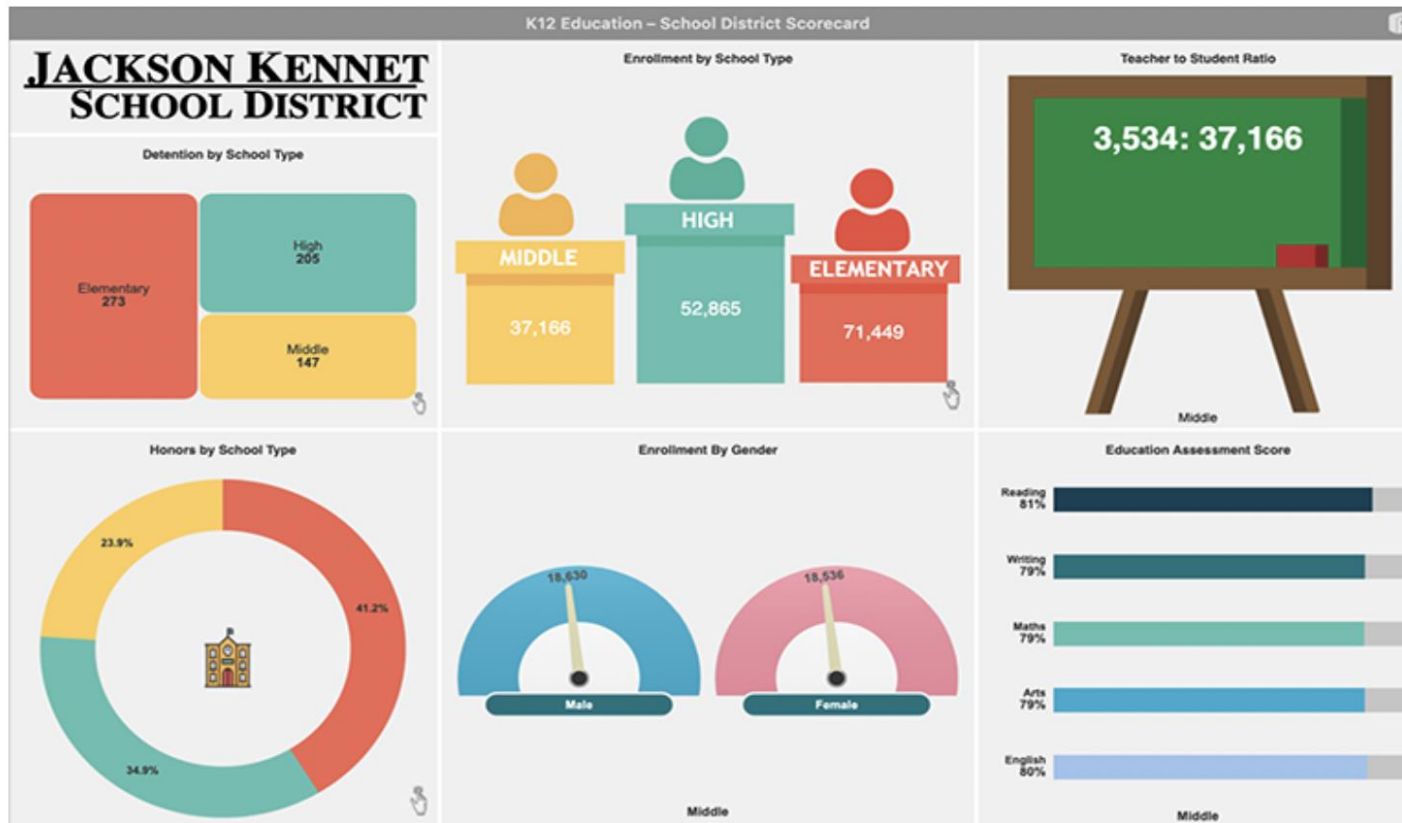 K12 Education – School District Scorecard
JACKSON KENNET
SCHOOL DISTRICT
Detention by School Type
Elementary
273
High
205
Middle
147
Enrollment by School Type
MIDDLE
37,166
HIGH
52,865
ELEMENTARY
71,449
Teacher to Student Ratio
3,534: 37,166
Middle
Honors by School Type
23.9%
41.2%
34.9%
Enrollment By Gender
18,630
Male
18,536
Female
Middle
Education Assessment Score
Reading
81%
Writing
79%
Maths
79%
Arts
79%
English
80%
Middle